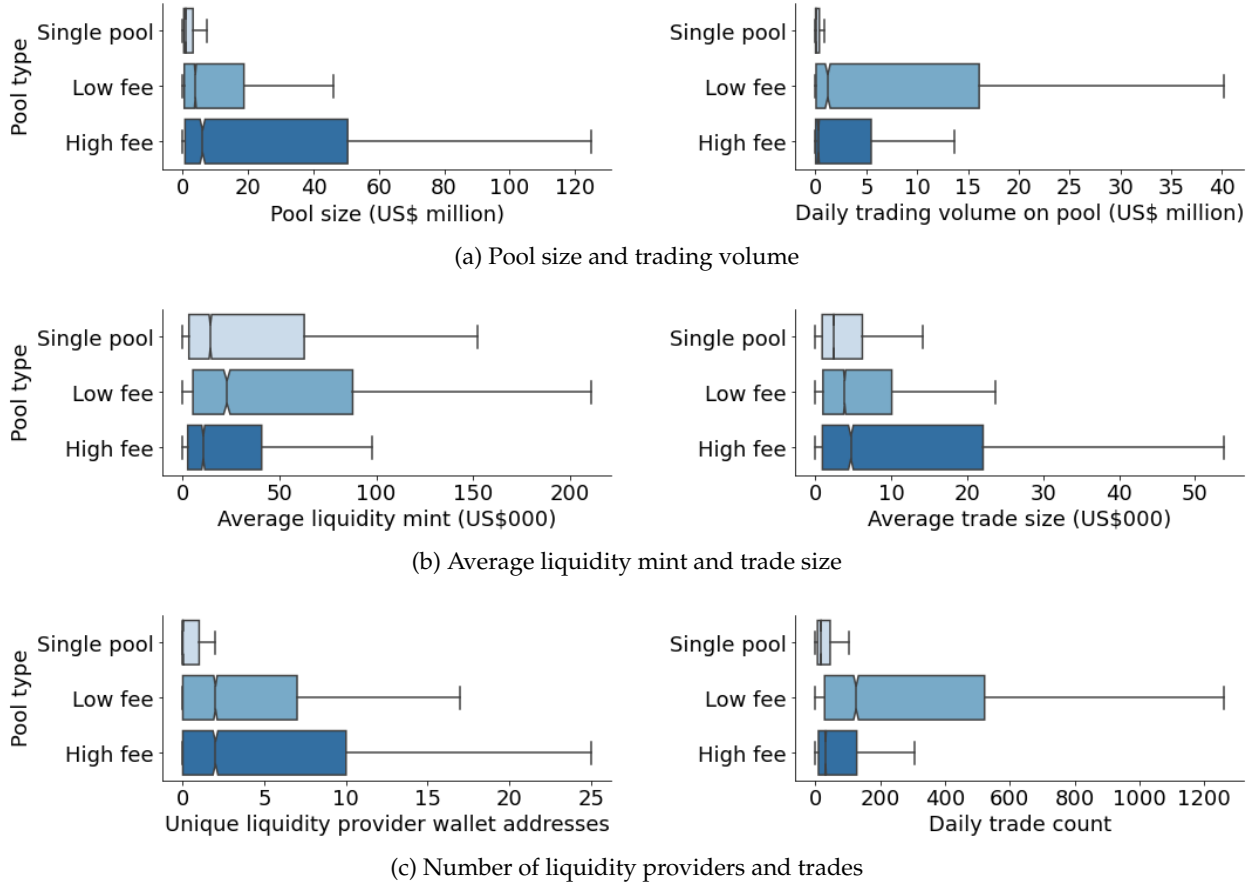 Pool type
Single pool
Low fee
High fee
0 20 40 60 80 100 120
Pool size (US$ million)
Single pool
Low fee
High fee
0 5 10 15 20 25 30 35 40
Daily trading volume on pool (US$ million)
(a) Pool size and trading volume
Pool type
Single pool
Low fee
High fee
0 50 100 150 200
Average liquidity mint (US$000)
Single pool
Low fee
High fee
0 10 20 30 40 50
Average trade size (US$000)
(b) Average liquidity mint and trade size
Pool type
Single pool
Low fee
High fee
0 5 10 15 20 25
Unique liquidity provider wallet addresses
Single pool
Low fee
High fee
0 200 400 600 800 1000 1200
Daily trade count
(c) Number of liquidity providers and trades